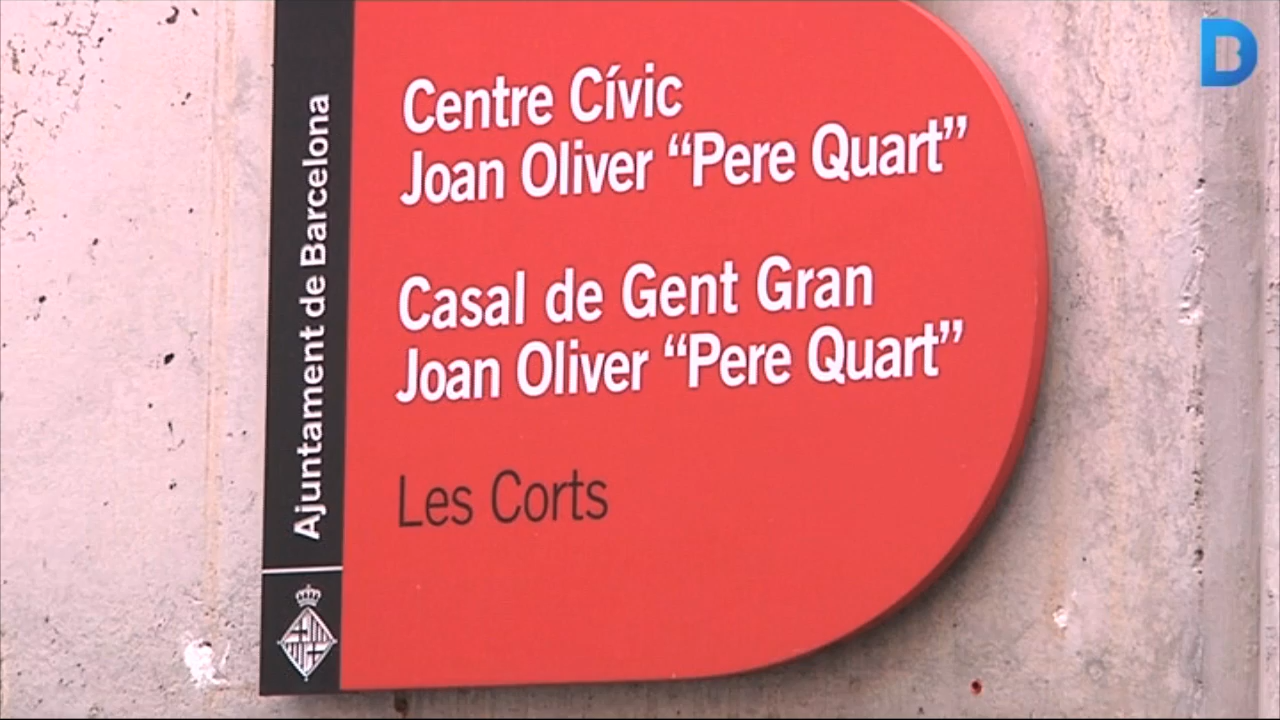 Ajuntament de Barcelona
Centre Cívic
Joan Oliver “Pere Quart”
Casal de Gent Gran
Joan Oliver “Pere Quart”
Les Corts
B